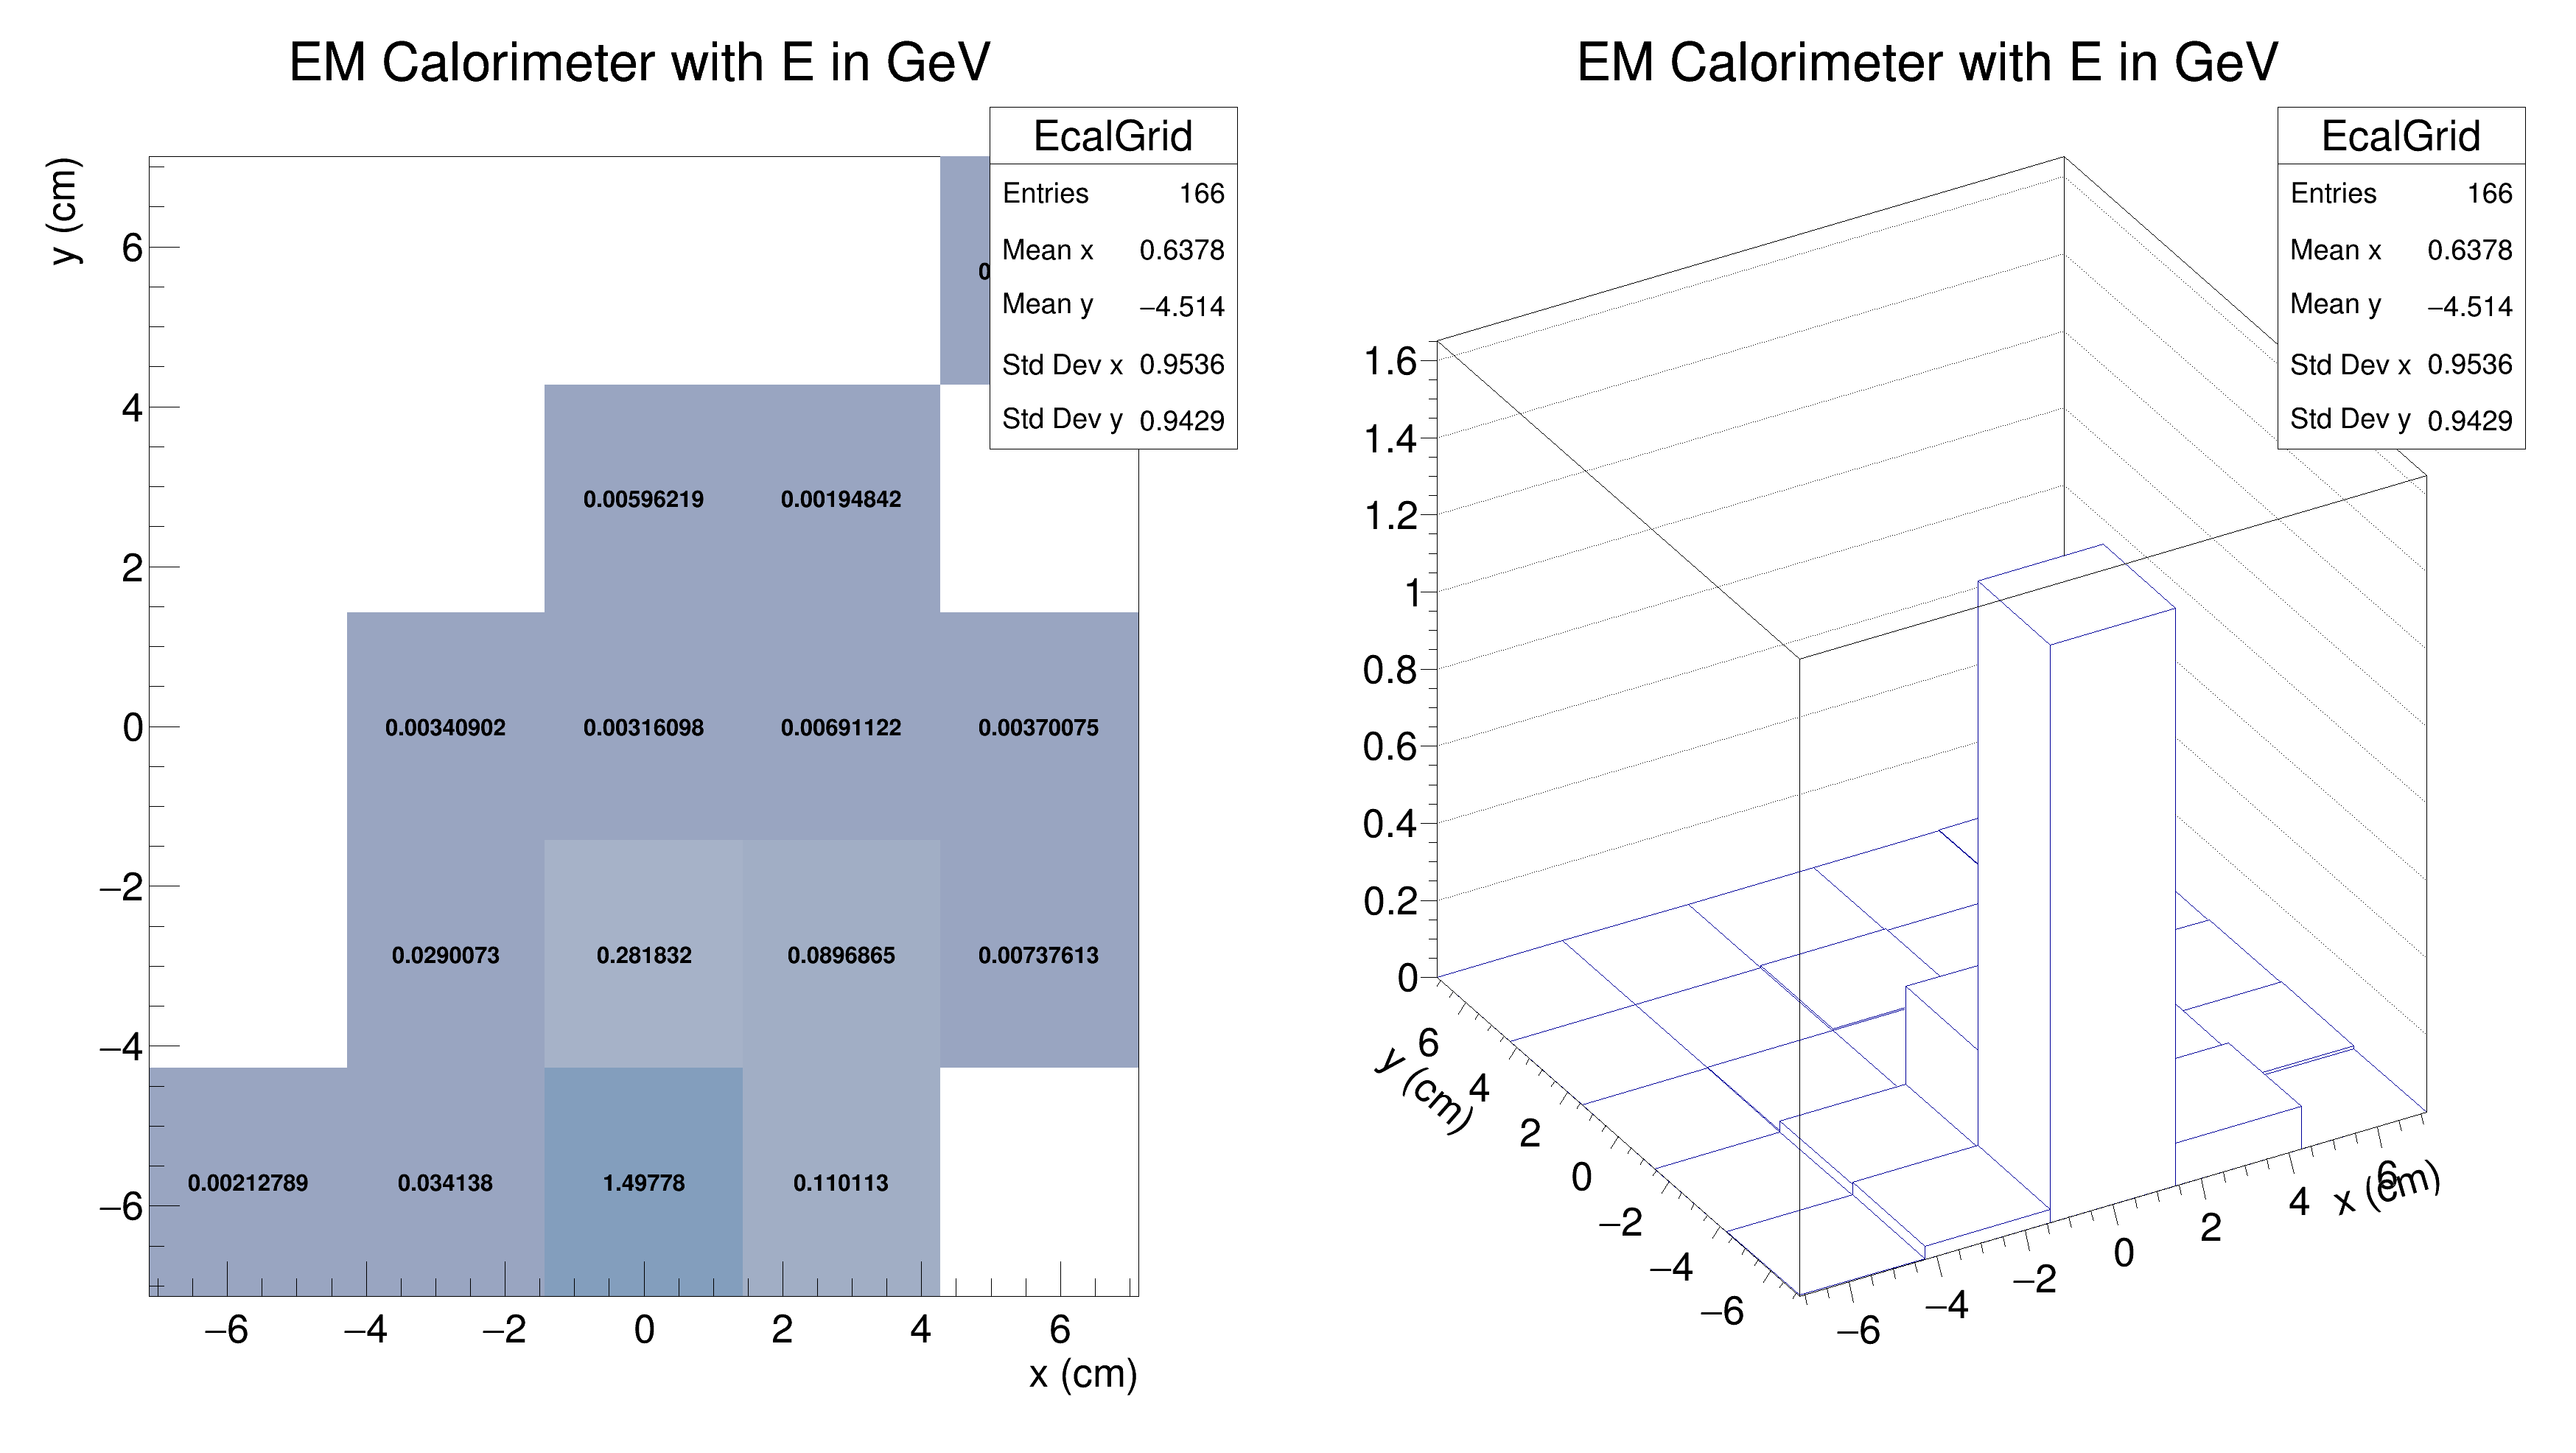 EM Calorimeter with E in GeV
EcalGrid
Entries 166
Mean x 0.6378
Mean y −4.514
Std Dev x 0.9536
Std Dev y 0.9429
y (cm)
6
4
2
0
−2
−4
−6
0.00596219 0.00194842
0.00340902 0.00316098 0.00691122 0.00370075
0.0290073 0.281832 0.0896865 0.00737613
0.00212789 0.034138 1.49778 0.110113
−6 −4 −2 0 2 4 6
x (cm)
EM Calorimeter with E in GeV
EcalGrid
Entries 166
Mean x 0.6378
Mean y −4.514
Std Dev x 0.9536
Std Dev y 0.9429
1.6
1.4
1.2
1
0.8
0.6
0.4
0.2
0
y (cm)
6
4
2
0
−2
−4
−6
−6 −4 −2 0 2 4 6
x (cm)